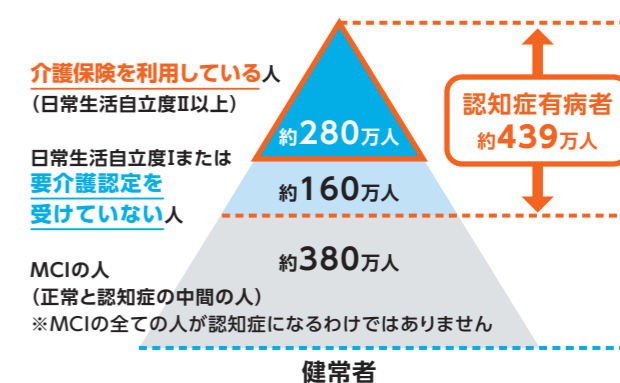 介護保険を利用している人
（日常生活自立度Ⅱ以上）
約280万人
認知症有病者
約439万人
日常生活自立度Ⅰまたは
要介護認定を
受けていない人
約160万人
MCIの人
（正常と認知症の中間の人）
※MCIの全ての人が認知症になるわけではありません
約380万人
健常者